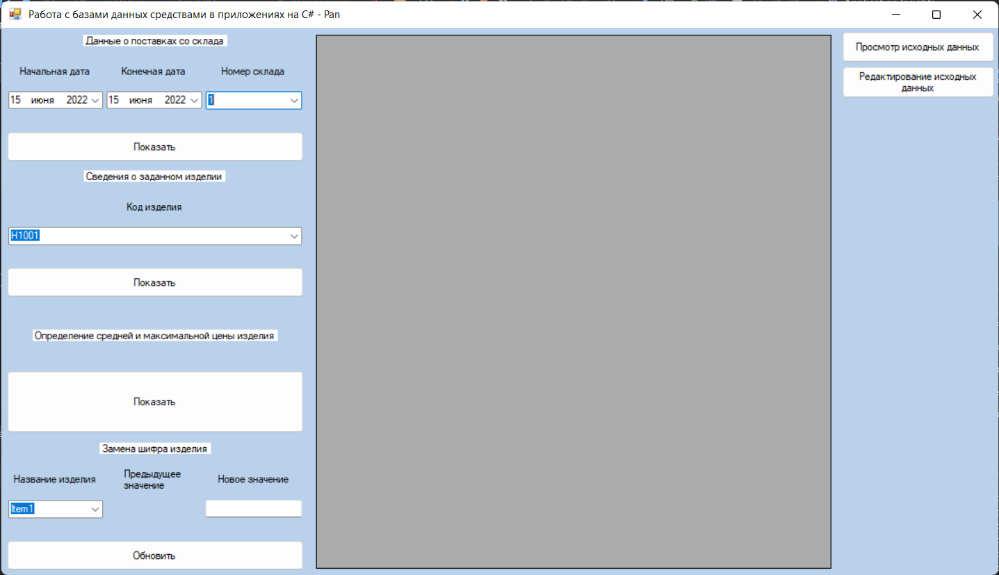 Работа с базами данных средствами в приложениях на C# - Pan
Данные о поставках со склада
Начальная дата
Конечная дата
Номер склада
15 июня 2022
15 июня 2022
1
Показать
Сведения о заданном изделии
Код изделия
H1001
Показать
Определение средней и максимальной цены изделия
Показать
Замена шифра изделия
Название изделия
Предыдущее
значение
Новое значение
Item1
Обновить
Просмотр исходных данных
Редактирование исходных
данных